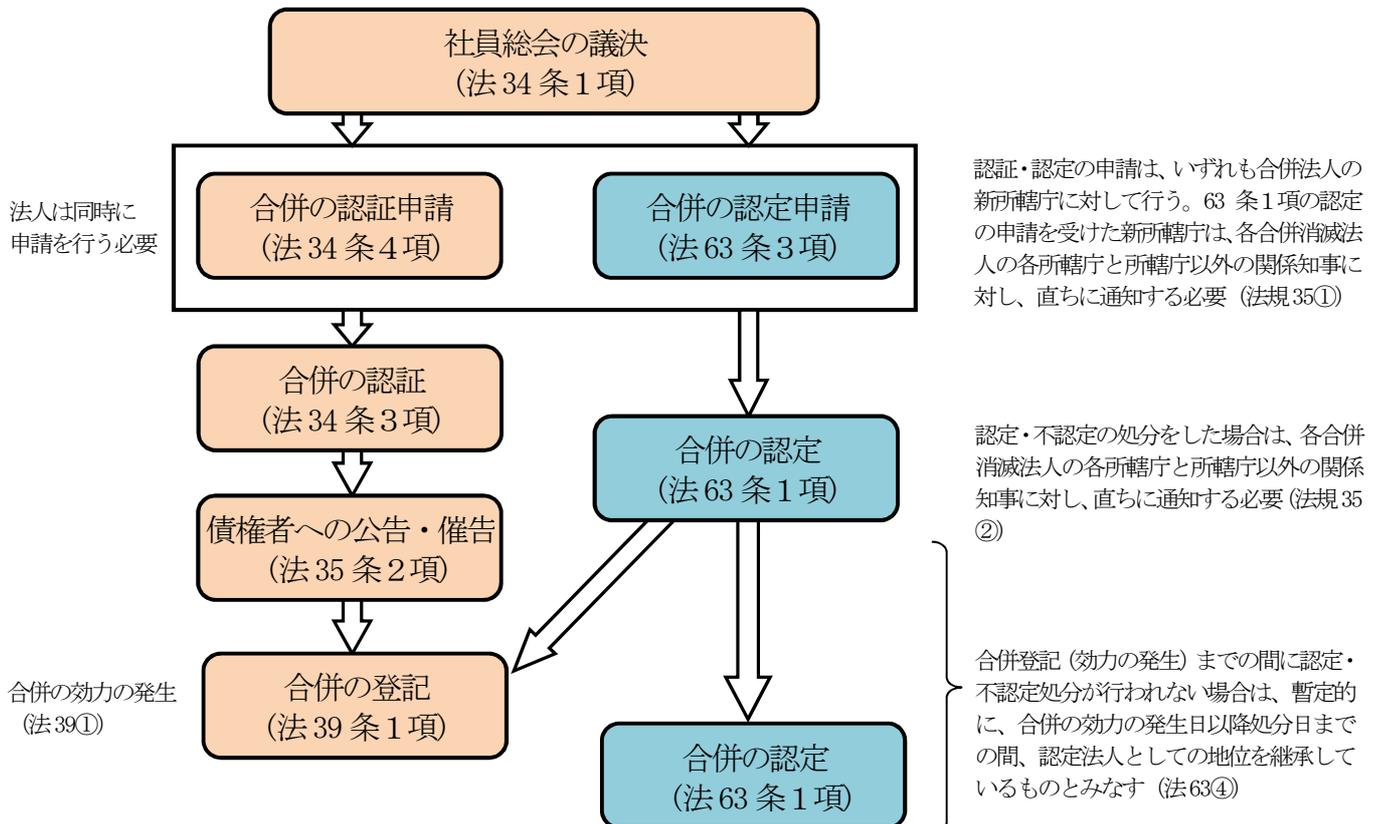 社員総会の議決
（法34条１項）
法人は同時に
申請を行う必要
合併の認証申請
（法34条４項）
合併の認定申請
（法63条３項）
認証・認定の申請は、いずれも合併法人の
新所轄庁に対して行う。63 条１項の認定
の申請を受けた新所轄庁は、各合併消滅法
人の各所轄庁と所轄庁以外の関係知事に
対し、直ちに通知する必要（法規35①）
合併の認証
（法34条３項）
合併の認定
（法63条１項）
認定・不認定の処分をした場合は、各合併
消滅法人の各所轄庁と所轄庁以外の関係
知事に対し、直ちに通知する必要（法規35
②）
債権者への公告・催告
（法35条２項）
合併の効力の発生
（法39①）
合併の登記
（法39条１項）
合併の認定
（法63条１項）
合併登記（効力の発生）までの間に認定・
不認定処分が行われない場合は、暫定的
に、合併の効力の発生日以降処分日まで
の間、認定法人としての地位を継承して
いるものとみなす（法63④）